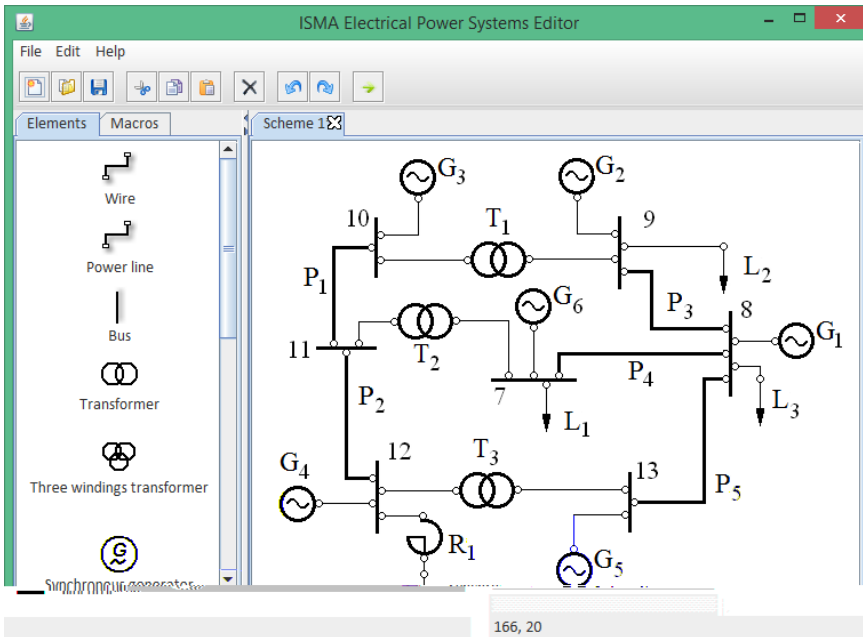 ISMA Electrical Power Systems Editor
File Edit Help
Elements Macros
Scheme 1
Wire
Power line
Bus
Transformer
Three windings transformer
G
G3
G2
10
T1
9
P1
L2
G6
P3
8
11
T2
G1
P4
7
P2
L1
L3
12
T3
13
G4
P5
R1
G5
166, 20